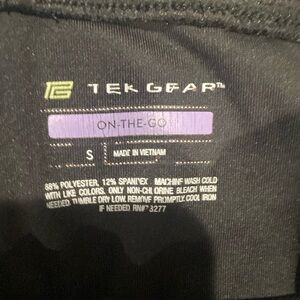 TEK GEAR™
ON-THE-GO
S MADE IN VIETNAM
88% POLYESTER, 12% SPANDEX MACHINE WASH COLD
WITH LIKE COLORS. ONLY NON-CHLORINE BLEACH WHEN
NEEDED. TUMBLE DRY LOW. REMOVE PROMPTLY. COOL IRON
IF NEEDED RN# 73277